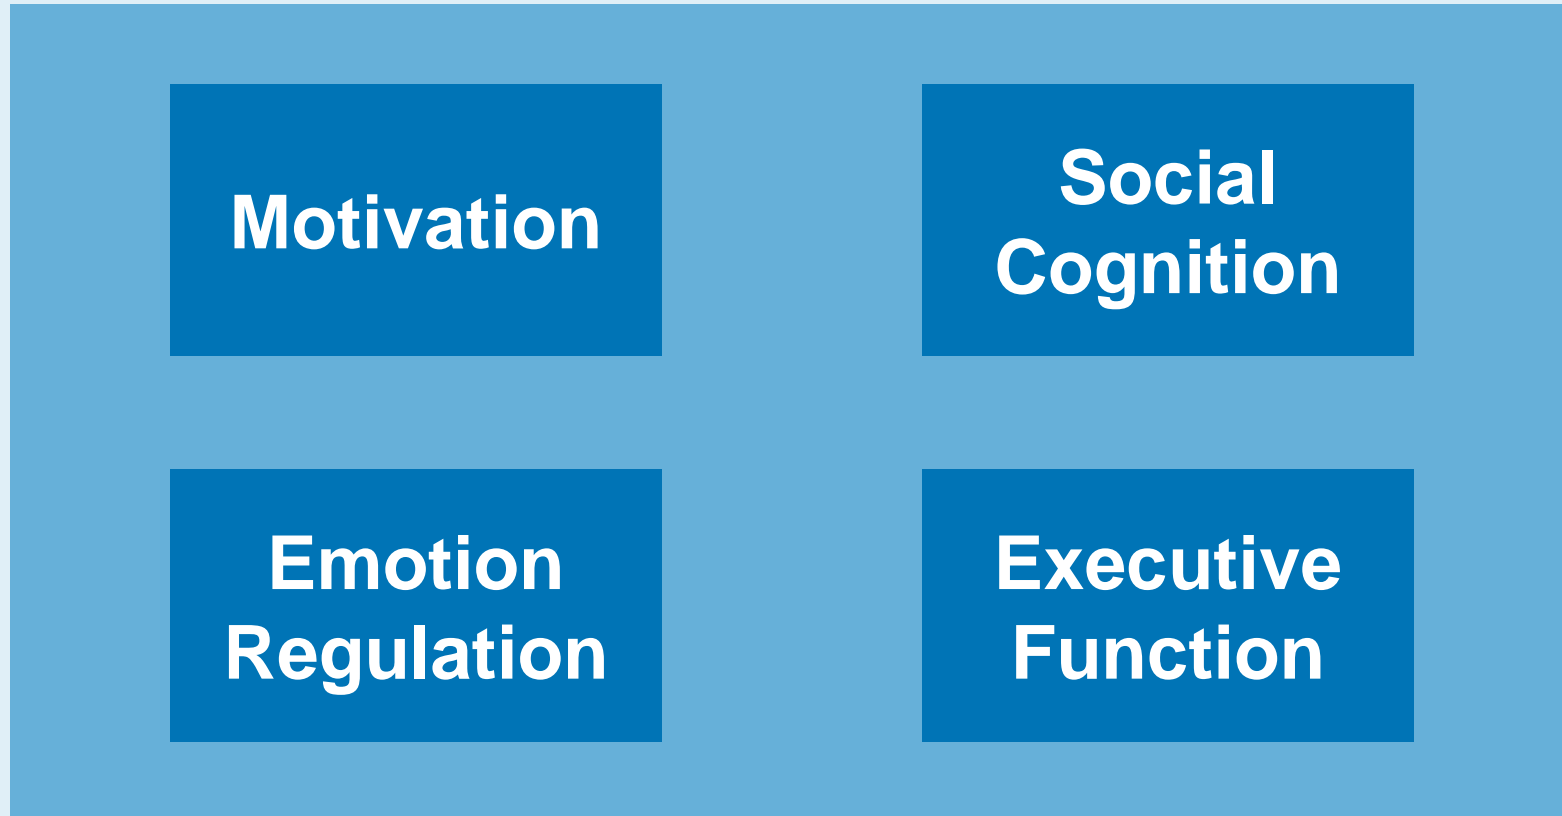 Motivation
Social
Cognition
Emotion
Regulation
Executive
Function